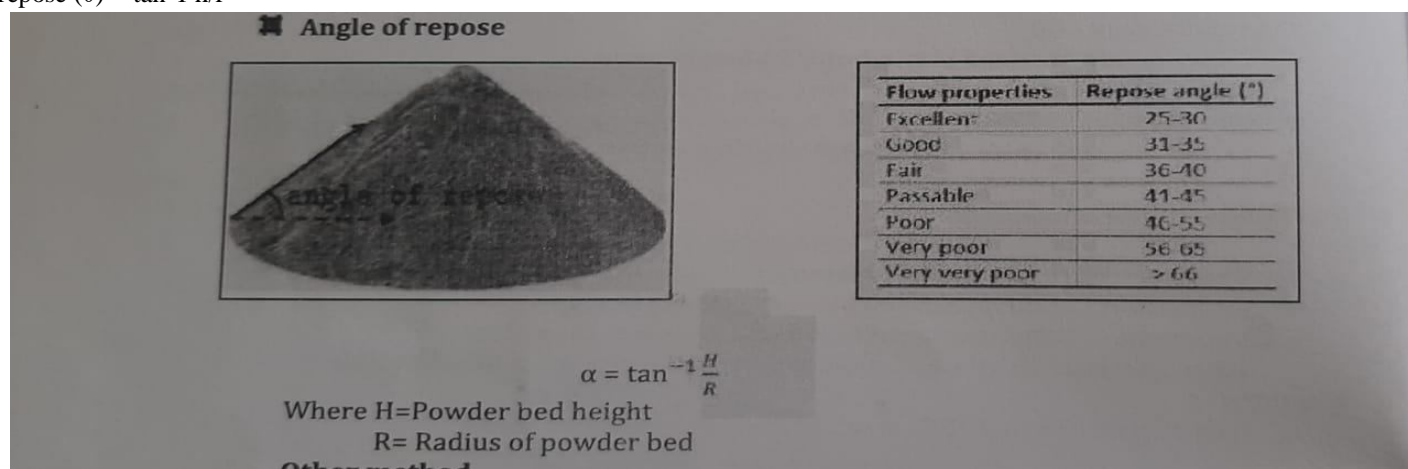 Angle of repose
angle of repose
Flow properties Repose angle (°)
Excellent 25-30
Good 31-35
Fair 36-40
Passable 41-45
Poor 46-55
Very poor 56-65
Very very poor > 66
α = tan⁻¹ H/R
Where H=Powder bed height
R= Radius of powder bed
Other method